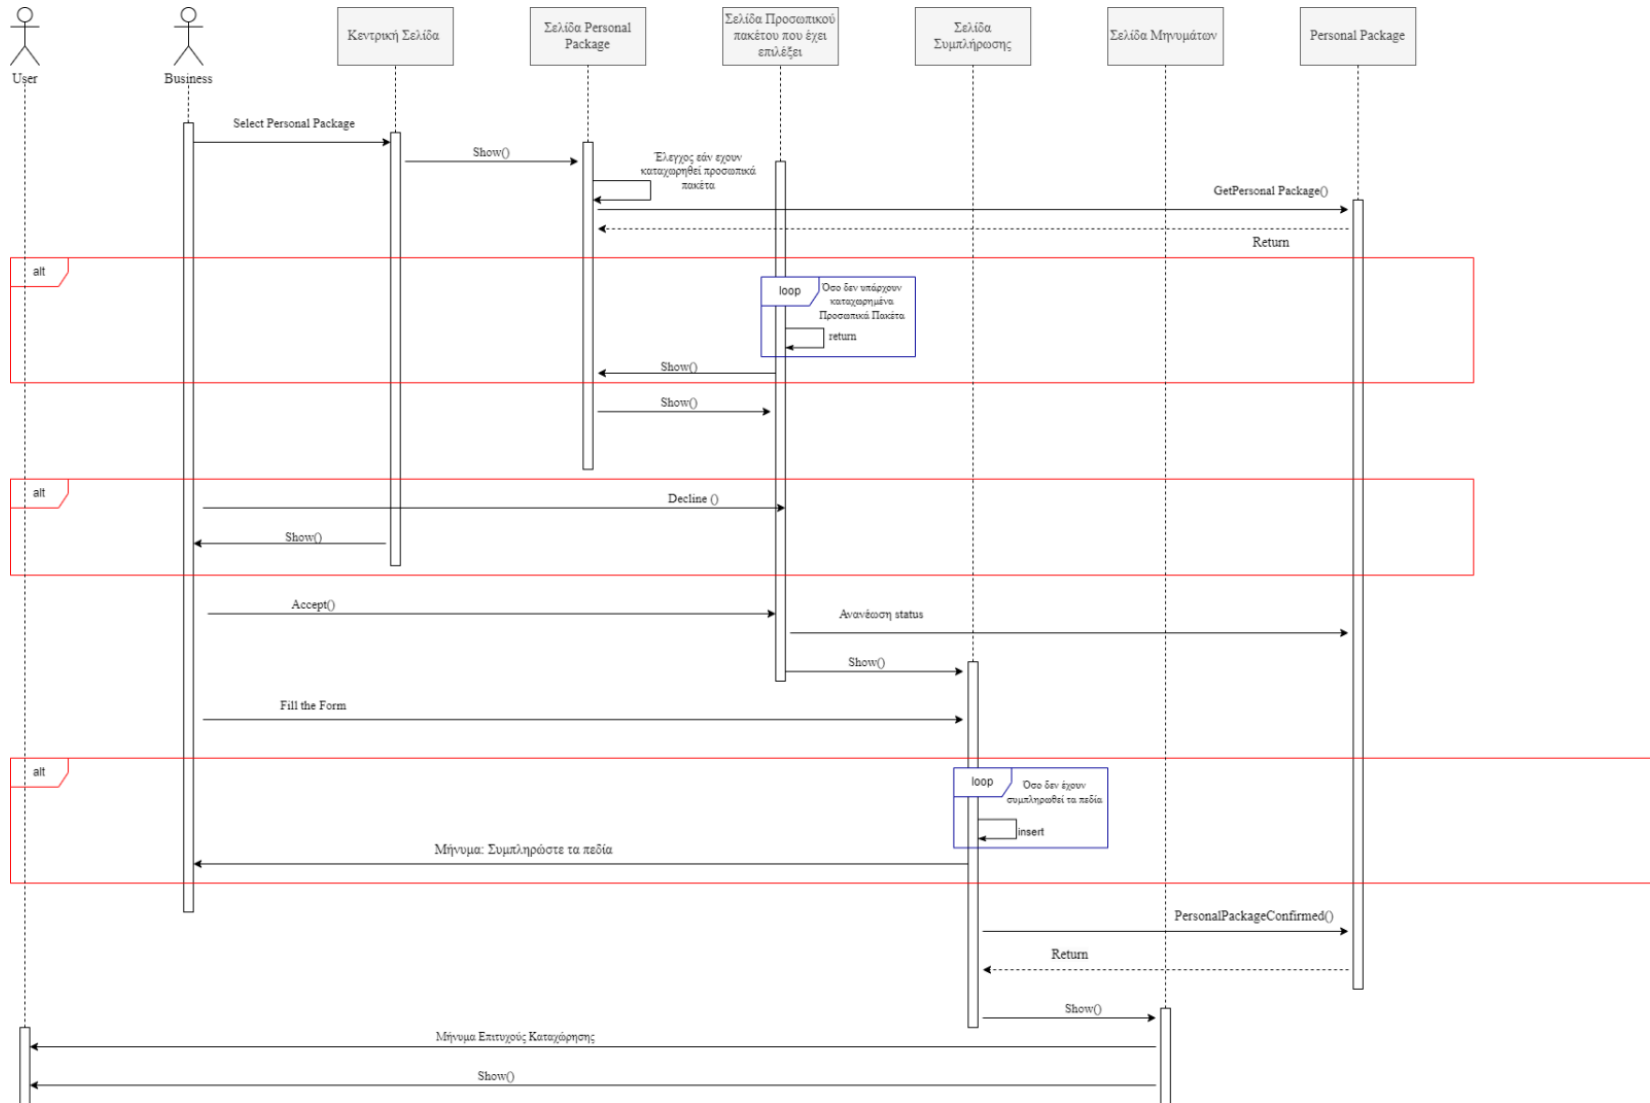 User
Business
Κεντρική Σελίδα
Σελίδα Personal
Package
Σελίδα Προσωπικού
πακέτου που έχει
επιλέξει
Σελίδα
Συμπλήρωσης
Σελίδα Μηνυμάτων
Personal Package
Select Personal Package
Show()
Έλεγχος εάν εχουν
καταχωρηθεί προσωπικά
πακέτα
GetPersonal Package()
Return
alt
loop
Όσο δεν υπάρχουν
καταχωρημένα
Προσωπικά Πακέτα
return
Show()
Show()
alt
Decline ()
Show()
Accept()
Ανανέωση status
Show()
Fill the Form
alt
loop
Όσο δεν έχουν
συμπληρωθεί τα πεδία
insert
Μήνυμα: Συμπληρώστε τα πεδία
PersonalPackageConfirmed()
Return
Show()
Μήνυμα Επιτυχούς Καταχώρησης
Show()